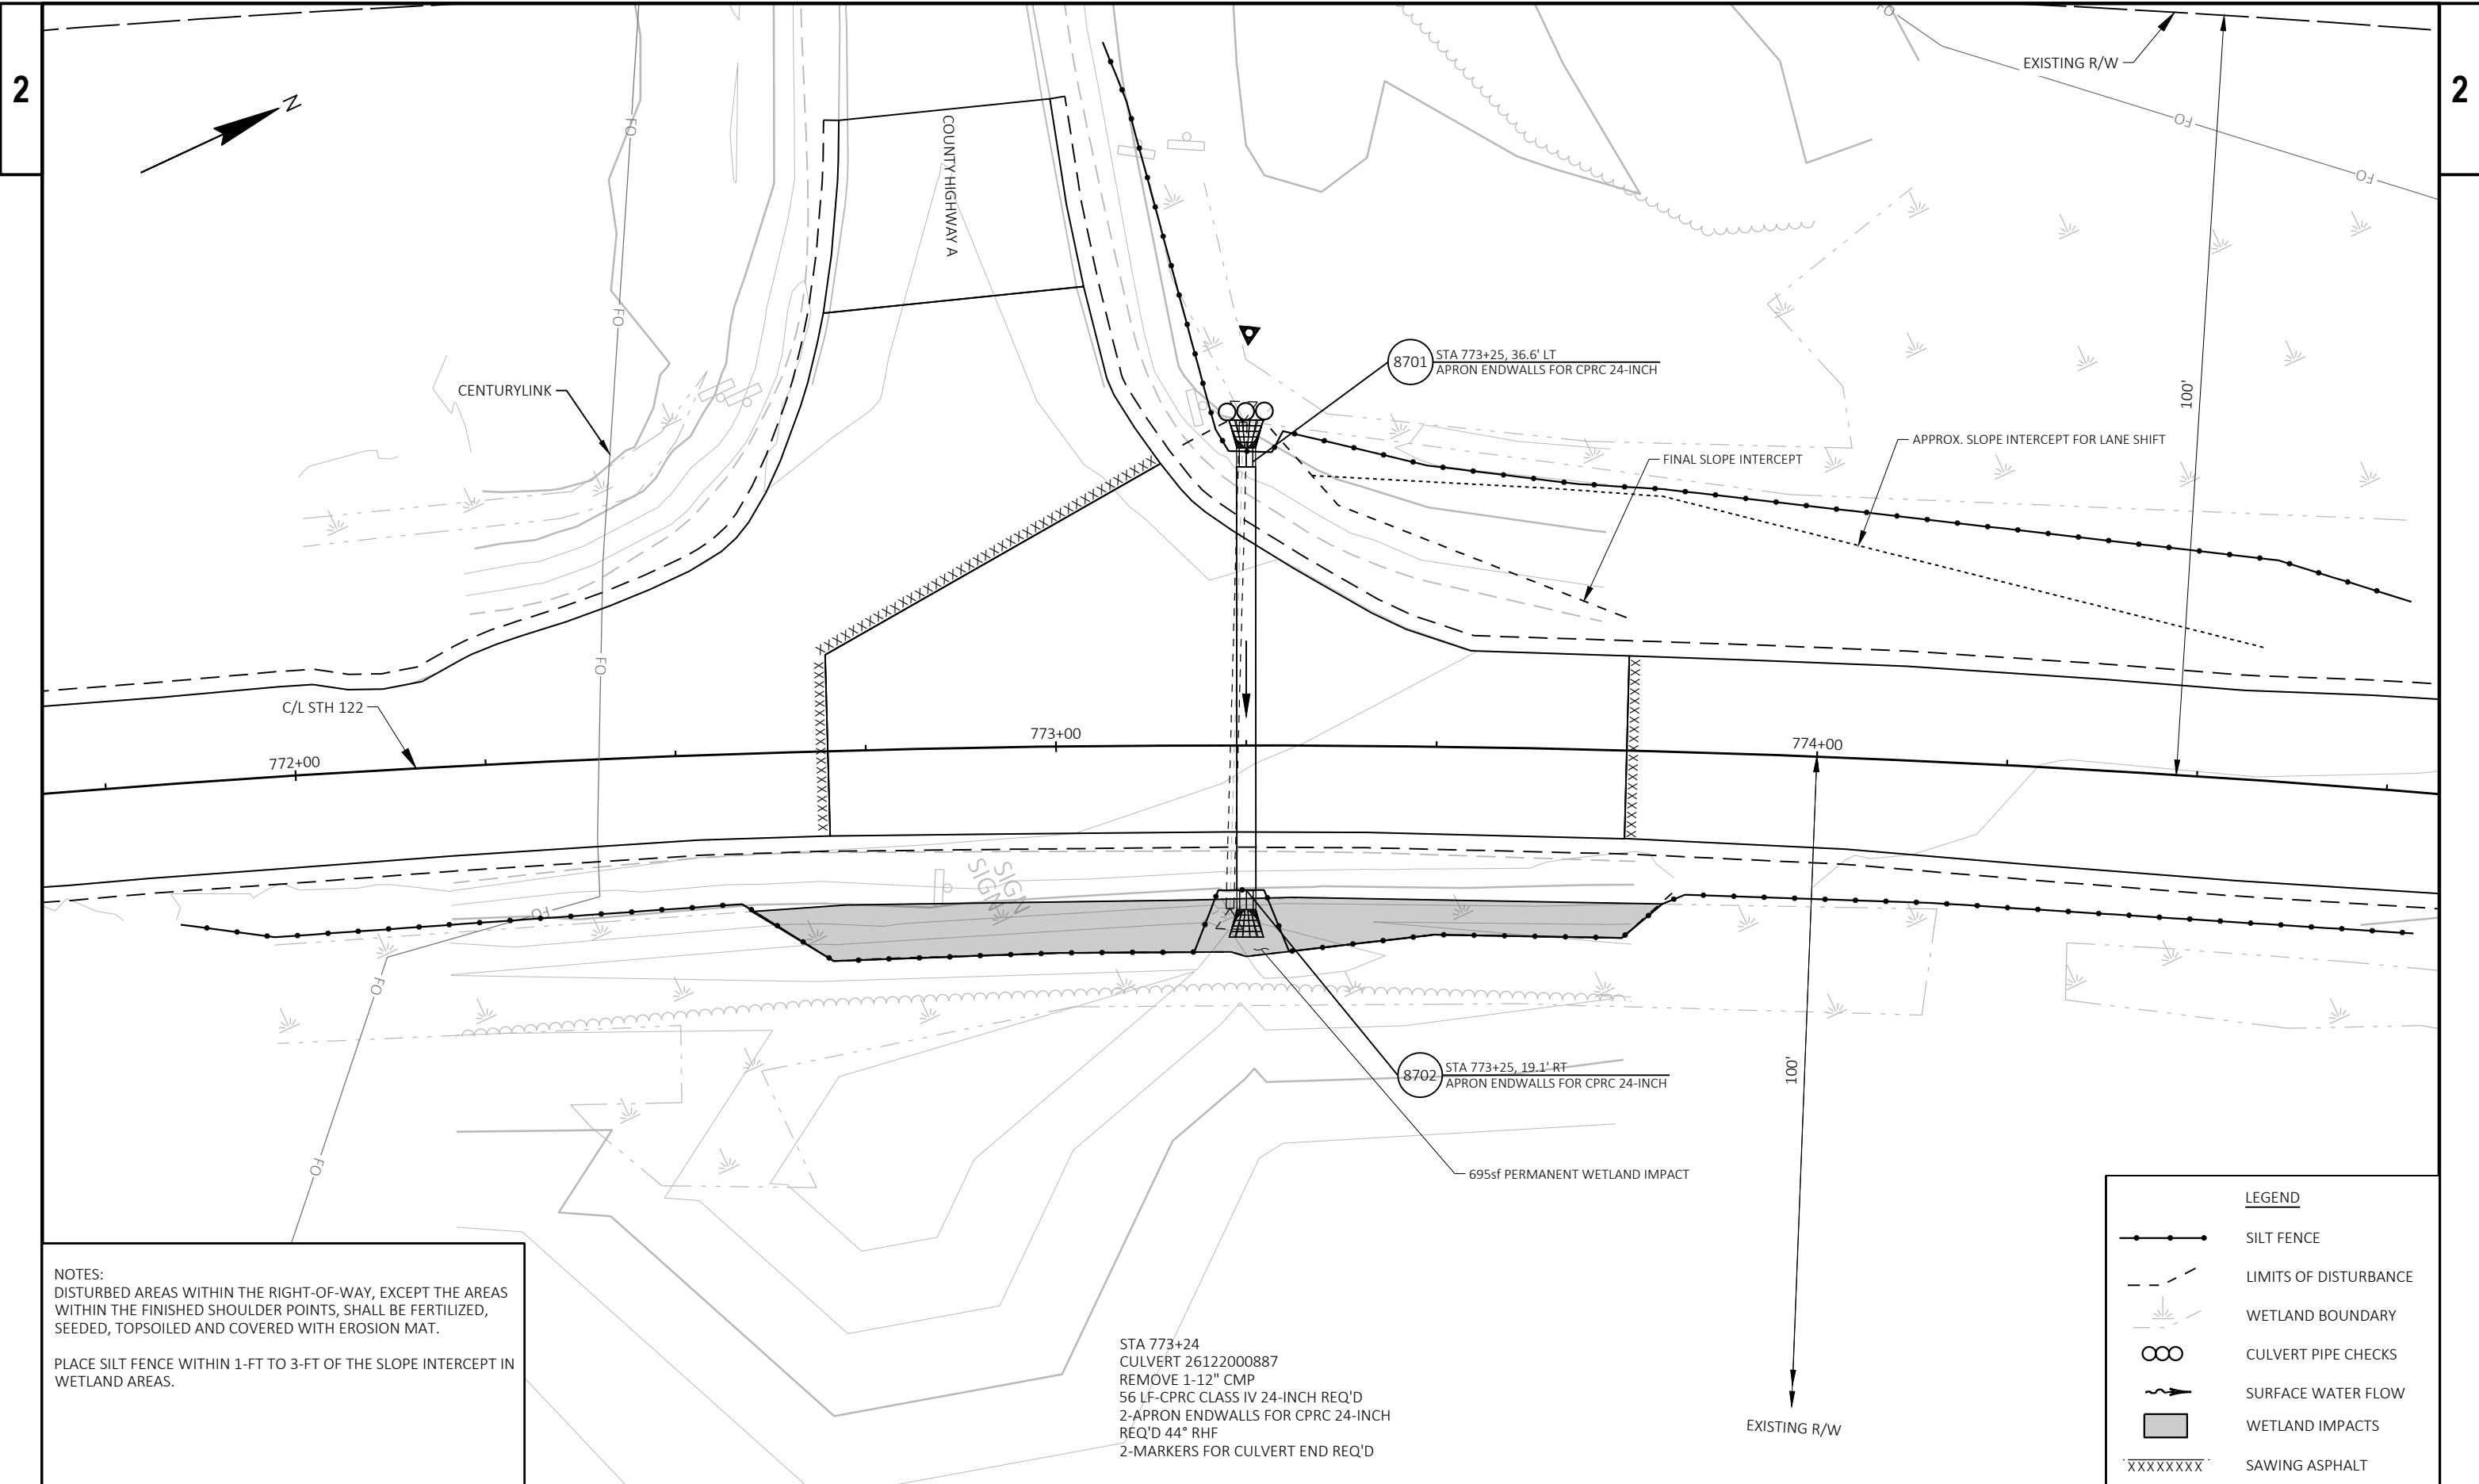 2
2
N
EXISTING R/W
FO
FO
FO
FO
COUNTY HIGHWAY A
FO
8701
STA 773+25, 36.6' LT
APRON ENDWALLS FOR CPRC 24-INCH
CENTURYLINK
100'
APPROX. SLOPE INTERCEPT FOR LANE SHIFT
FINAL SLOPE INTERCEPT
FO
C/L STH 122
772+00
773+00
774+00
SIGN
SIGN
FO
FO
8702
STA 773+25, 19.1' RT
APRON ENDWALLS FOR CPRC 24-INCH
100'
FO
695sf PERMANENT WETLAND IMPACT
EXISTING R/W
NOTES:
DISTURBED AREAS WITHIN THE RIGHT-OF-WAY, EXCEPT THE AREAS
WITHIN THE FINISHED SHOULDER POINTS, SHALL BE FERTILIZED,
SEEDED, TOPSOILED AND COVERED WITH EROSION MAT.
PLACE SILT FENCE WITHIN 1-FT TO 3-FT OF THE SLOPE INTERCEPT IN
WETLAND AREAS.
STA 773+24
CULVERT 26122000887
REMOVE 1-12" CMP
56 LF-CPRC CLASS IV 24-INCH REQ'D
2-APRON ENDWALLS FOR CPRC 24-INCH
REQ'D 44° RHF
2-MARKERS FOR CULVERT END REQ'D
LEGEND
SILT FENCE
LIMITS OF DISTURBANCE
WETLAND BOUNDARY
CULVERT PIPE CHECKS
SURFACE WATER FLOW
WETLAND IMPACTS
XXXXXXXX SAWING ASPHALT